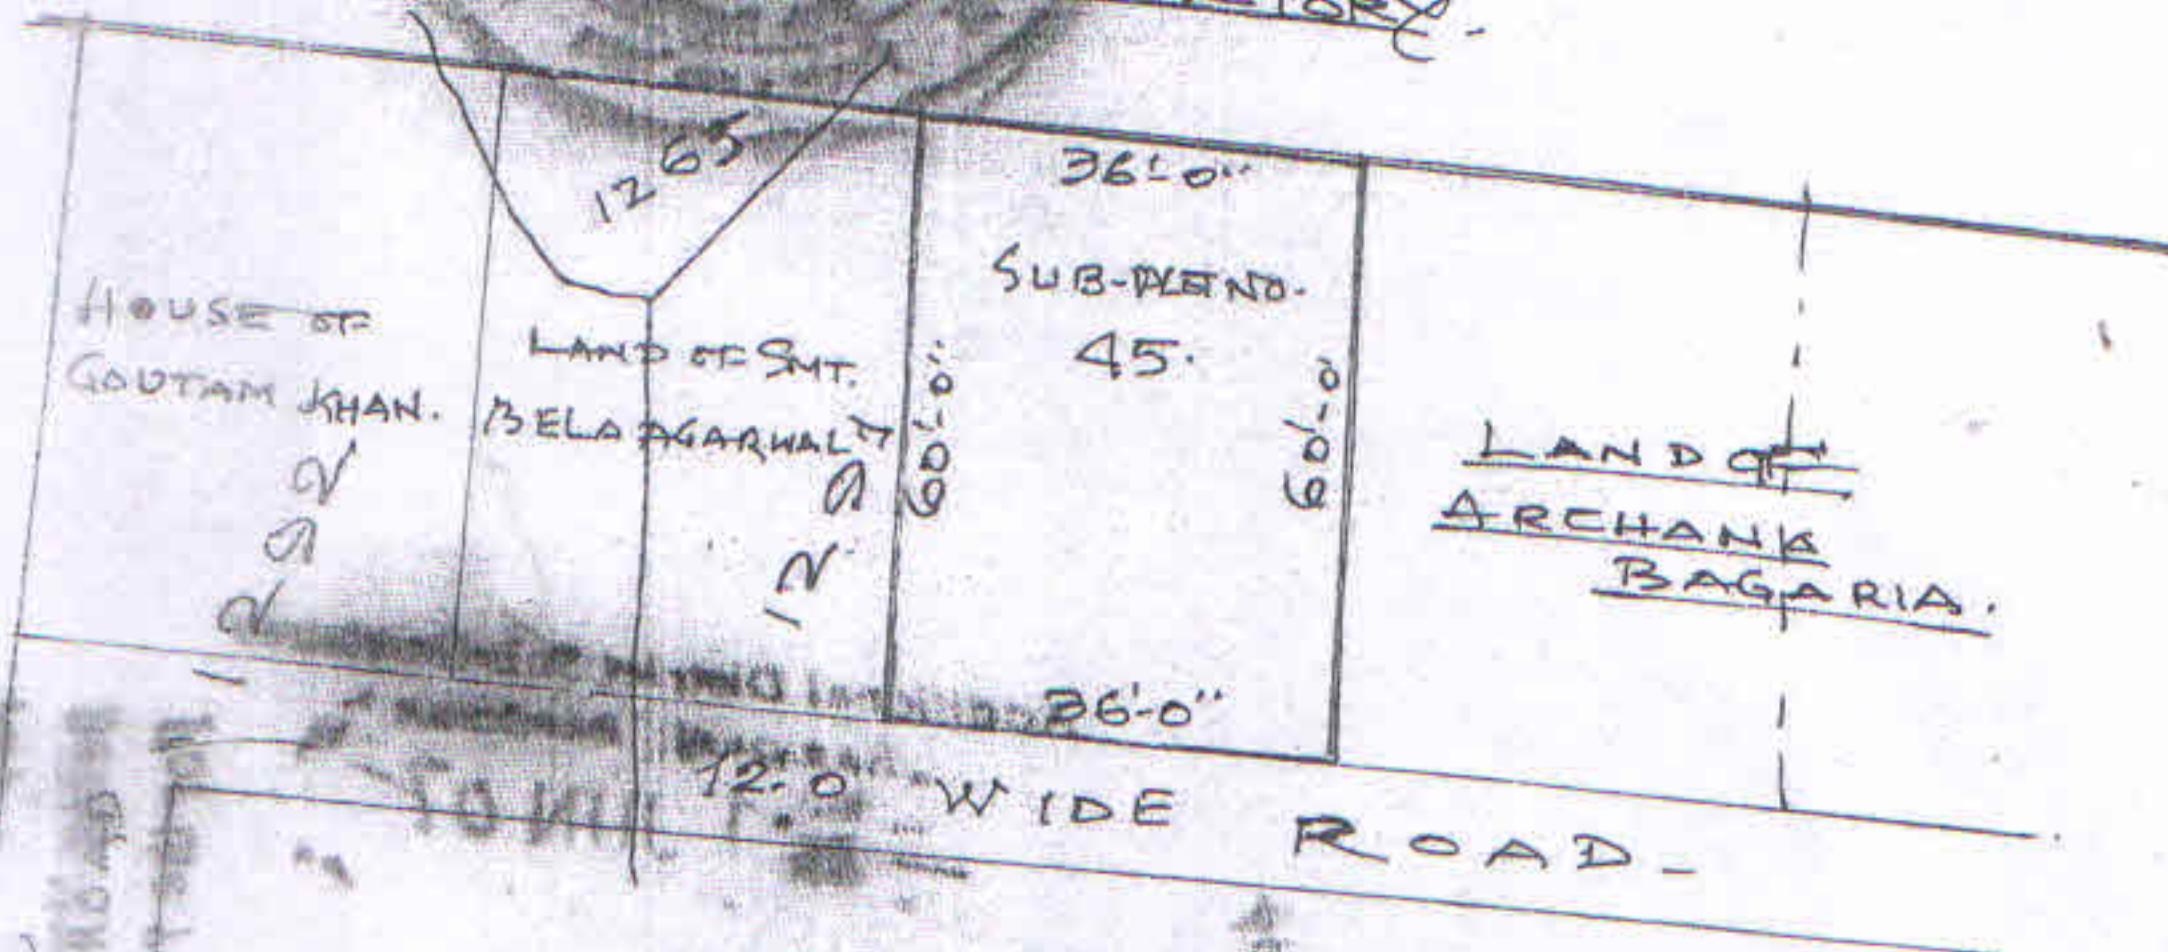 1265
36'-0"
SUB-PLOT NO.
45.
HOUSE OF
GOUTAM KHAN.
LAND OF SMT.
BELA AGARWAL
60'-0"
60'-0"
LAND OF
ARCHANA
BAGARIA.
36'-0"
12'-0" WIDE ROAD